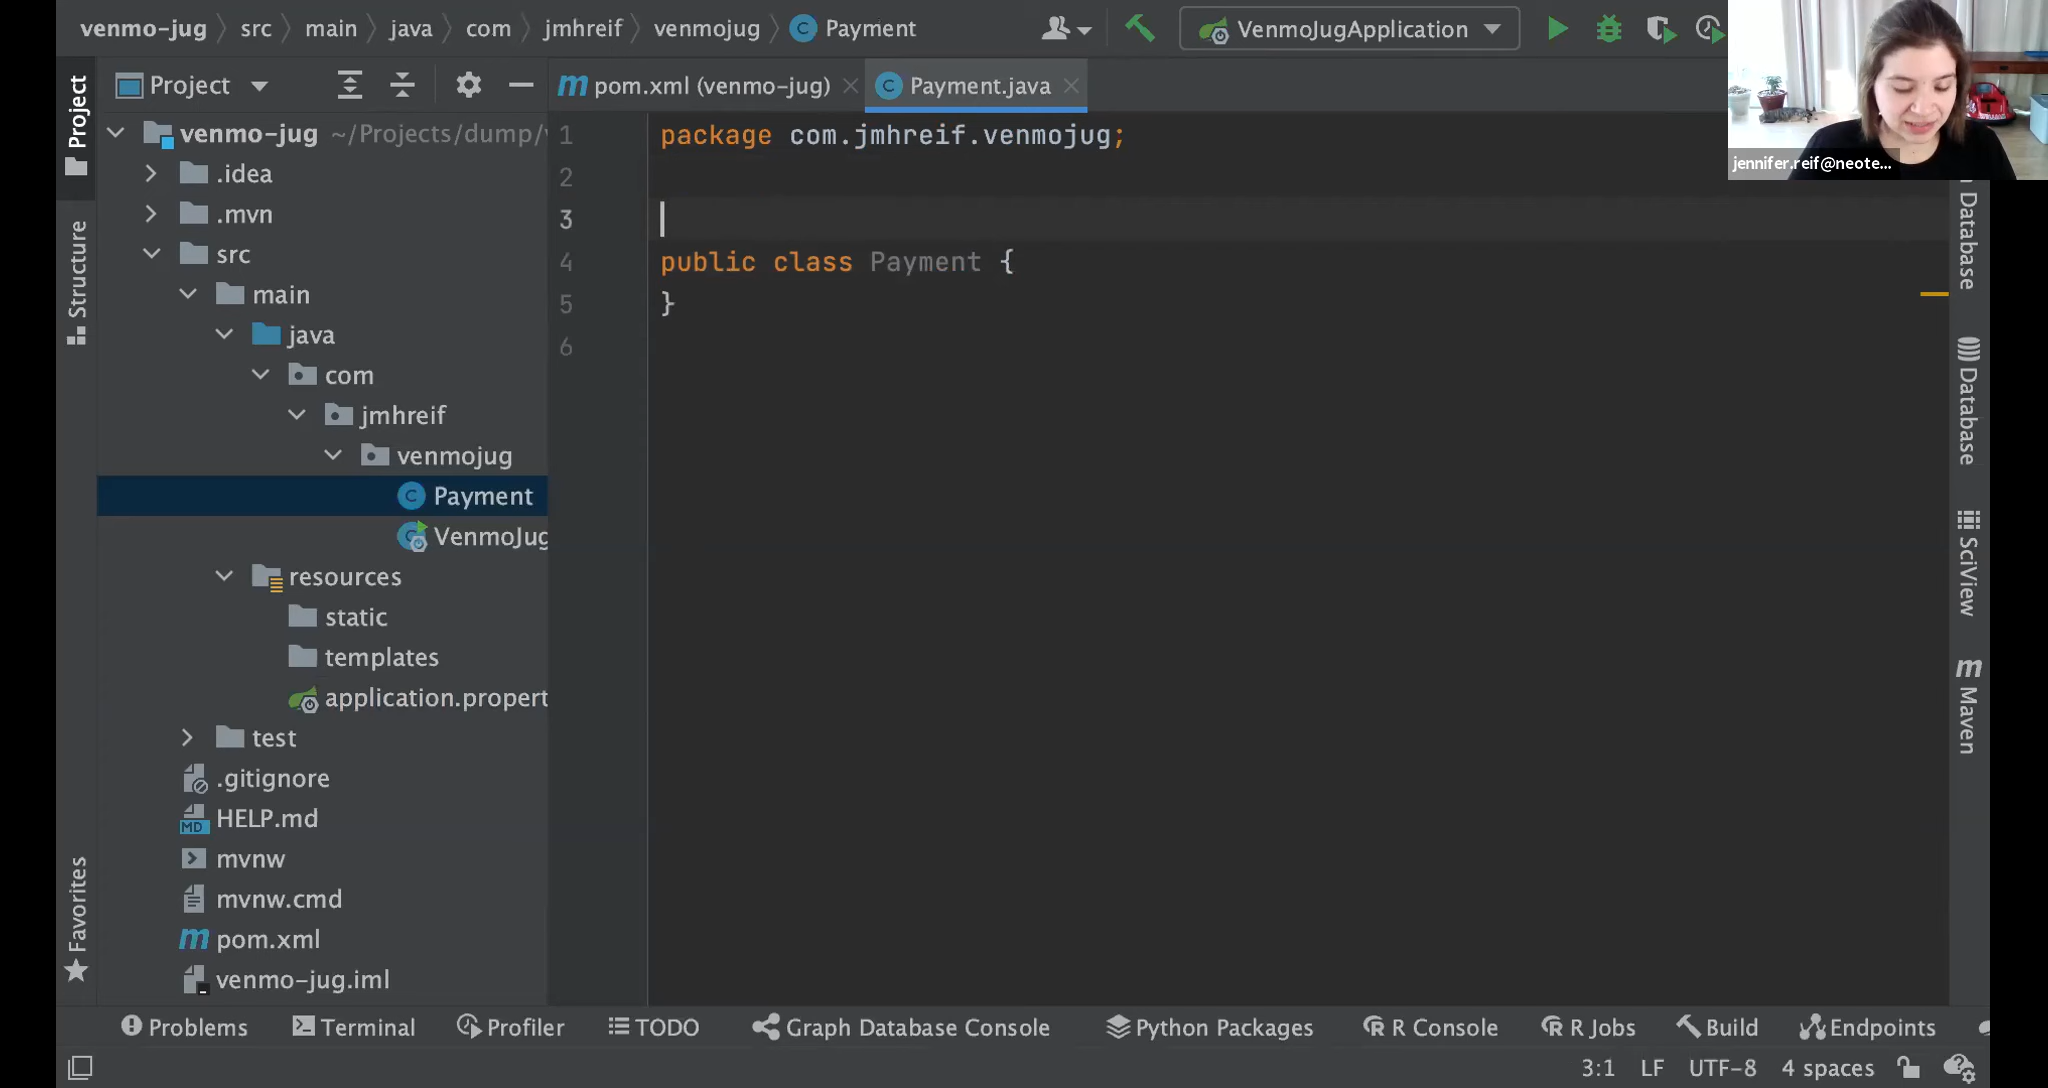 venmo-jug
src
main
java
com
jmhreif
venmojug
Payment
VenmoJugApplication
Project
pom.xml (venmo-jug)
Payment.java
Project
Structure
Favorites
venmo-jug ~/Projects/dump/
.idea
.mvn
src
main
java
com
jmhreif
venmojug
Payment
VenmoJug
resources
static
templates
application.propert
test
.gitignore
HELP.md
mvnw
mvnw.cmd
pom.xml
venmo-jug.iml
1 package com.jmhreif.venmojug;
2
3
4 public class Payment {
5 }
6
jennifer.reif@neote...
Database
Database
SciView
Maven
Problems
Terminal
Profiler
TODO
Graph Database Console
Python Packages
R Console
R Jobs
Build
Endpoints
3:1 LF UTF-8 4 spaces